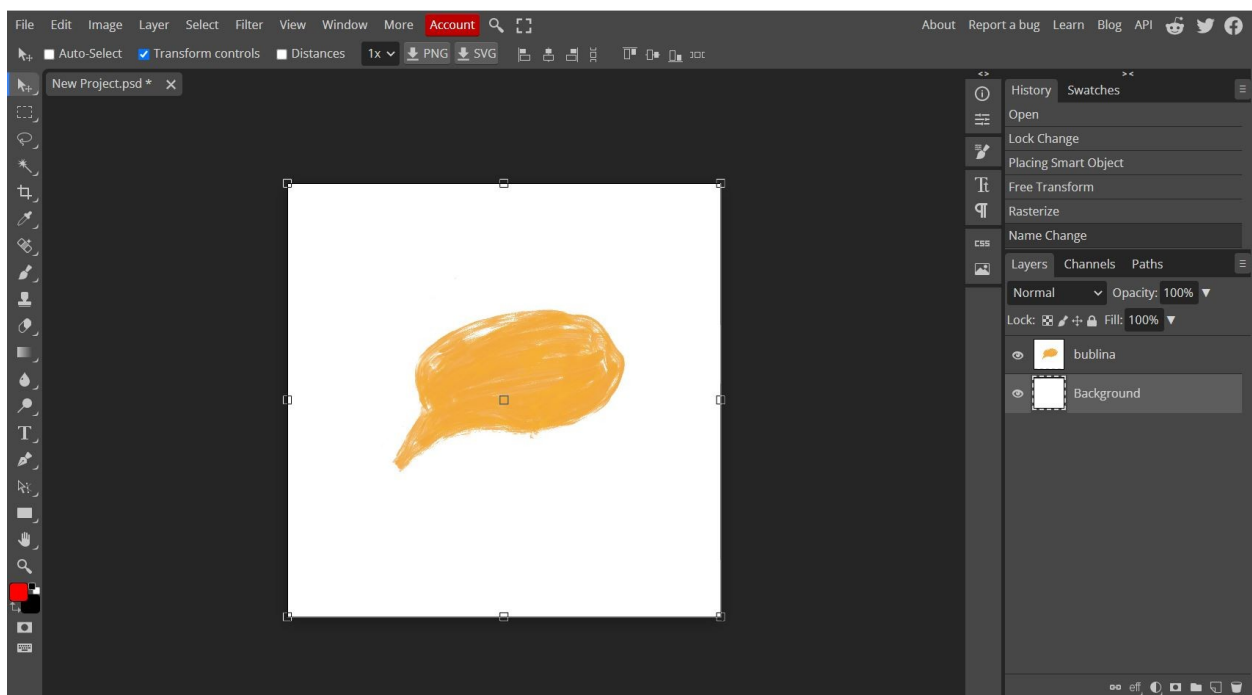 File Edit Image Layer Select Filter View Window More Account About Report a bug Learn Blog API
Auto-Select Transform controls Distances 1x PNG SVG
New Project.psd * X
History Swatches
Open
Lock Change
Placing Smart Object
Free Transform
Rasterize
Name Change
CSS
Layers Channels Paths
Normal Opacity: 100%
Lock: Fill: 100%
bublina
Background
eff